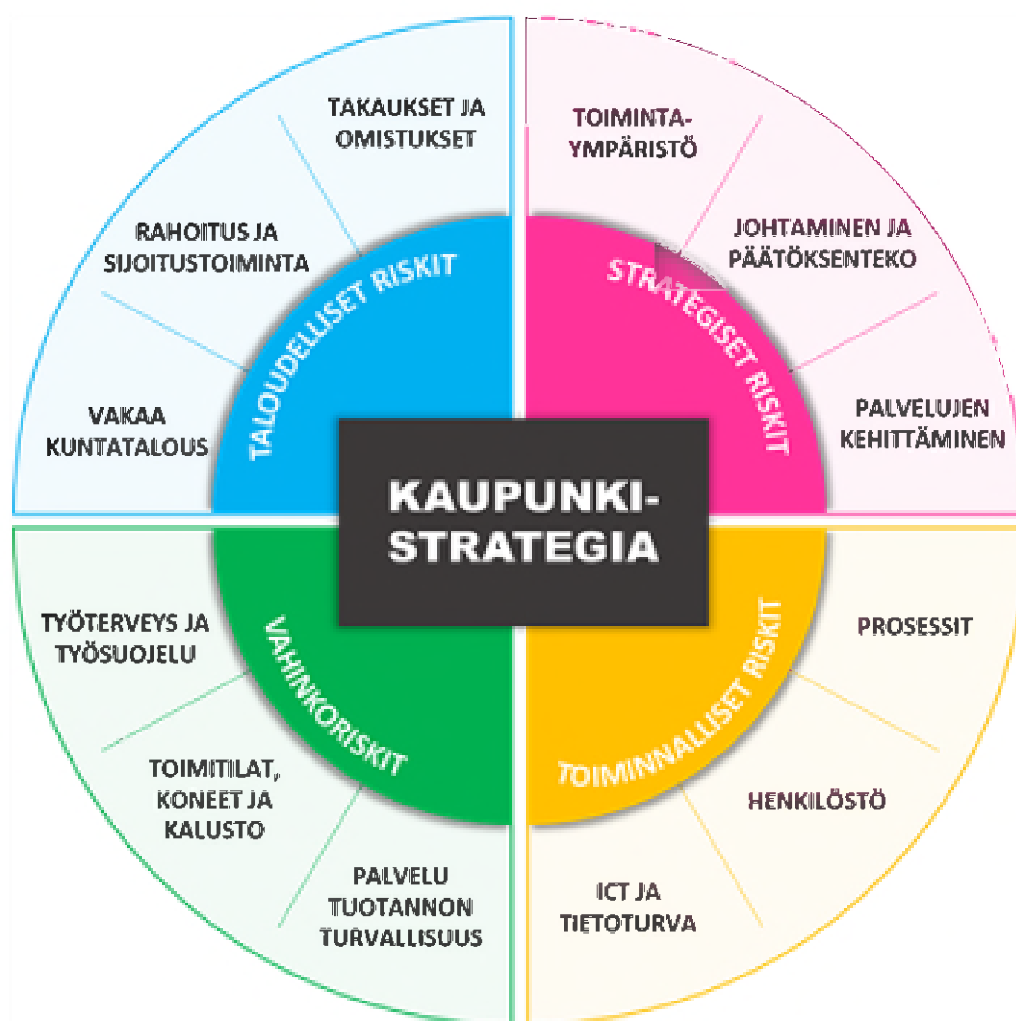 TAKAUKSET JA
OMISTUKSET
RAHOITUS JA
SIJOITUSTOIMINTA
VAKAA
KUNTATALOUS
TALOUDELLISET RISKIT
TOIMINTA-
YMPÄRISTÖ
JOHTAMINEN JA
PÄÄTÖKSENTEKO
PALVELUJEN
KEHITTÄMINEN
STRATEGISET RISKIT
KAUPUNKI-
STRATEGIA
TYÖTERVEYS JA
TYÖSUOJELU
TOIMITILAT,
KONEET JA
KALUSTO
PALVELU
TUOTANNON
TURVALLISUUS
VAHINKORISKIT
PROSESSIT
HENKILÖSTÖ
ICT JA
TIETOTURVA
TOIMINNALLISET RISKIT